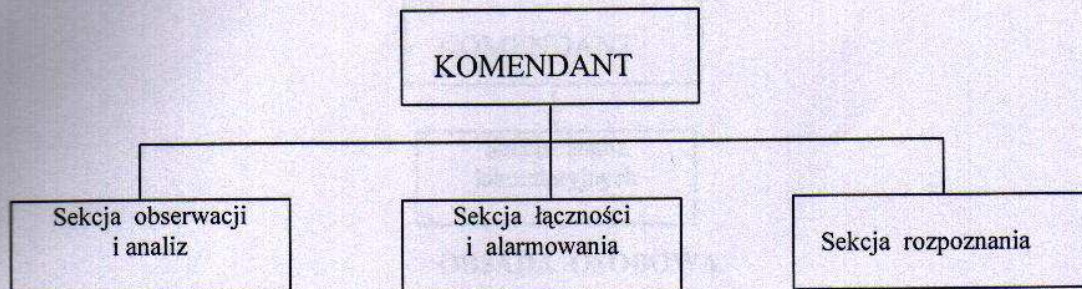 KOMENDANT
Sekcja obserwacji
i analiz
Sekcja łączności
i alarmowania
Sekcja rozpoznania